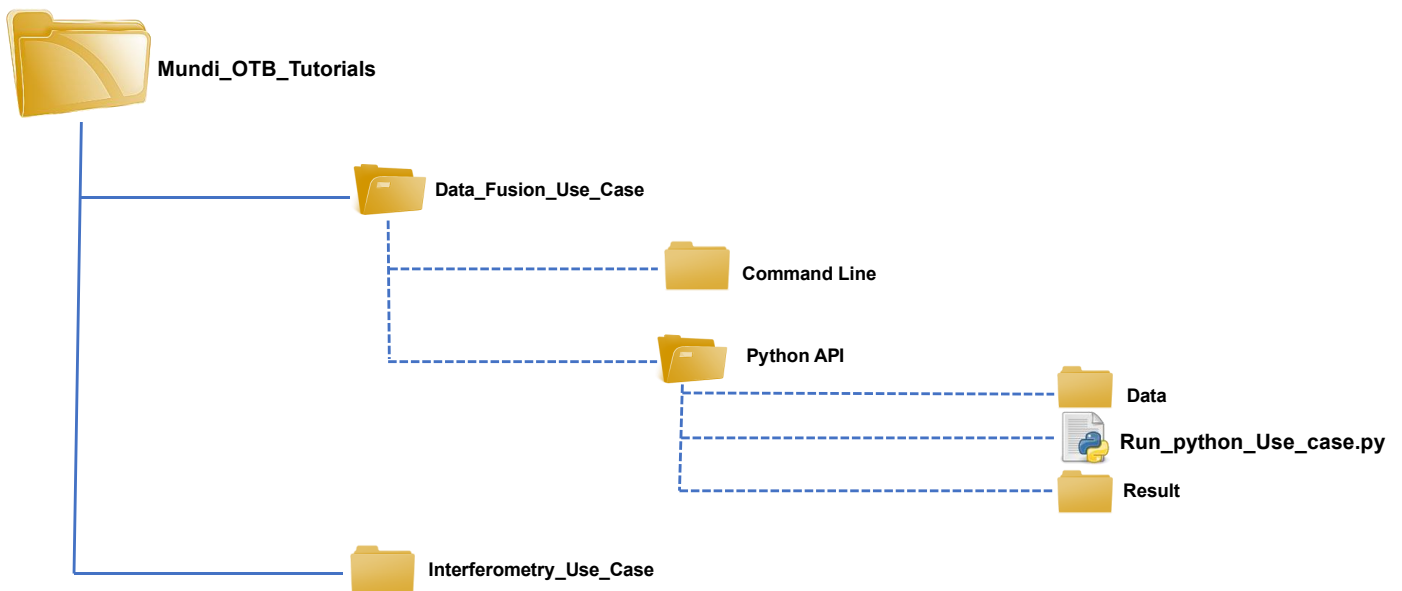 Mundi_OTB_Tutorials
Data_Fusion_Use_Case
Command Line
Python API
Data
Run_python_Use_case.py
Result
Interferometry_Use_Case